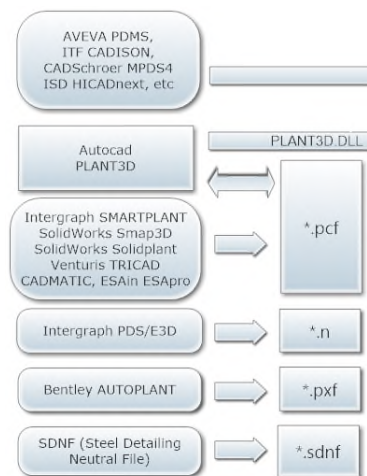 AVEVA PDMS,
ITF CADISON,
CADSchroer MPDS4
ISD HICADnext, etc
Autocad
PLANT3D
PLANT3D.DLL
*.pcf
Intergraph SMARTPLANT
SolidWorks Smap3D
SolidWorks Solidplant
Venturis TRICAD
CADMATIC, ESAin ESApro
Intergraph PDS/E3D
*.n
Bentley AUTOPLANT
*.pxf
SDNF (Steel Detailing
Neutral File)
*.sdnf